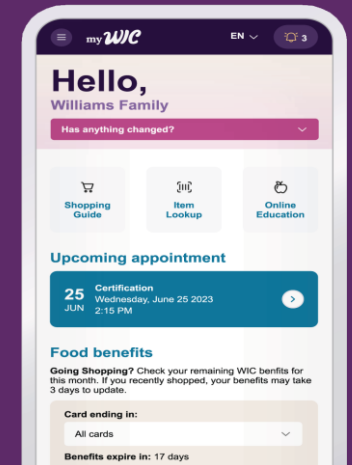 my WIC
EN
3
Hello,
Williams Family
Has anything changed?
Shopping
Guide
Item
Lookup
Online
Education
Upcoming appointment
25
JUN
Certification
Wednesday, June 25 2023
2:15 PM
Food benefits
Going Shopping? Check your remaining WIC benfits for
this month. If you recently shopped, your benefits may take
3 days to update.
Card ending in:
All cards
Benefits expire in: 17 days